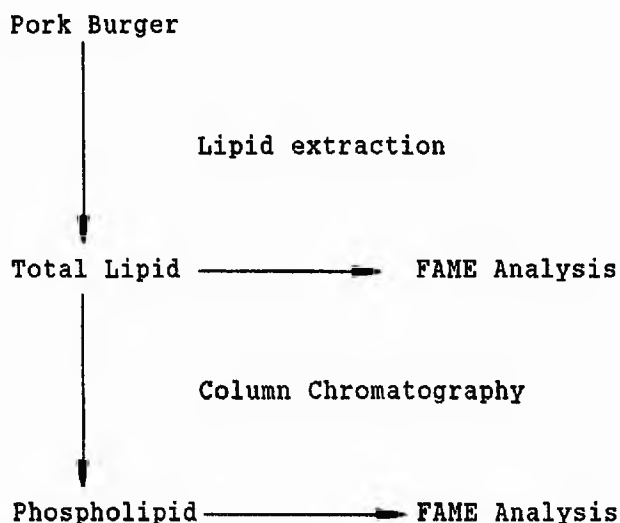 Pork Burger
Lipid extraction
Total Lipid
FAME Analysis
Column Chromatography
Phospholipid
FAME Analysis